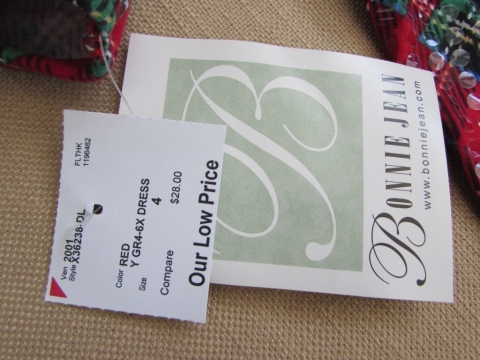 FLTHK
1196462
Ven 2001
Style X36238-DL
Color RED
Y GR4-6X DRESS
Size 4
Compare $28.00
Our Low Price
B
BONNIE JEAN
www.bonniejean.com